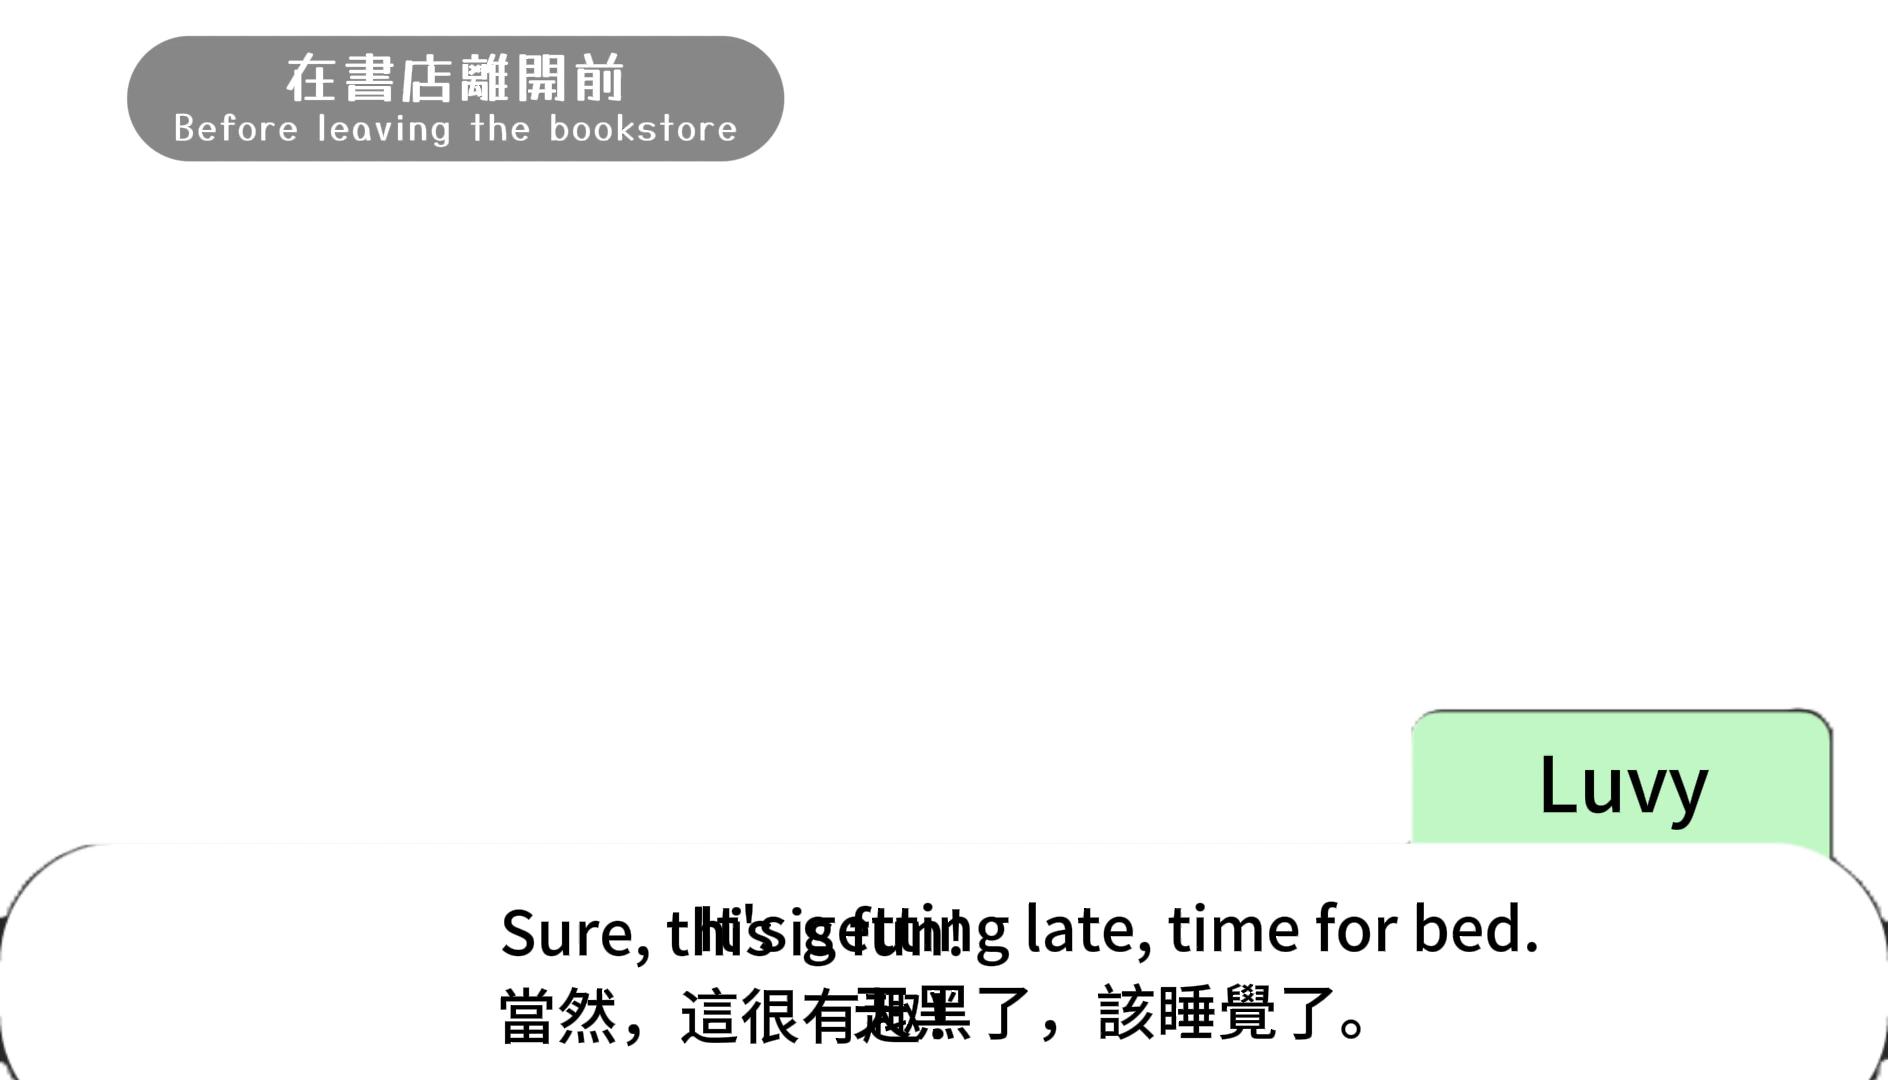 在書店離開前
Before leaving the bookstore
Luvy
Sure, this is fun!
It's getting late, time for bed.
當然，這很有趣！
天黑了，該睡覺了。